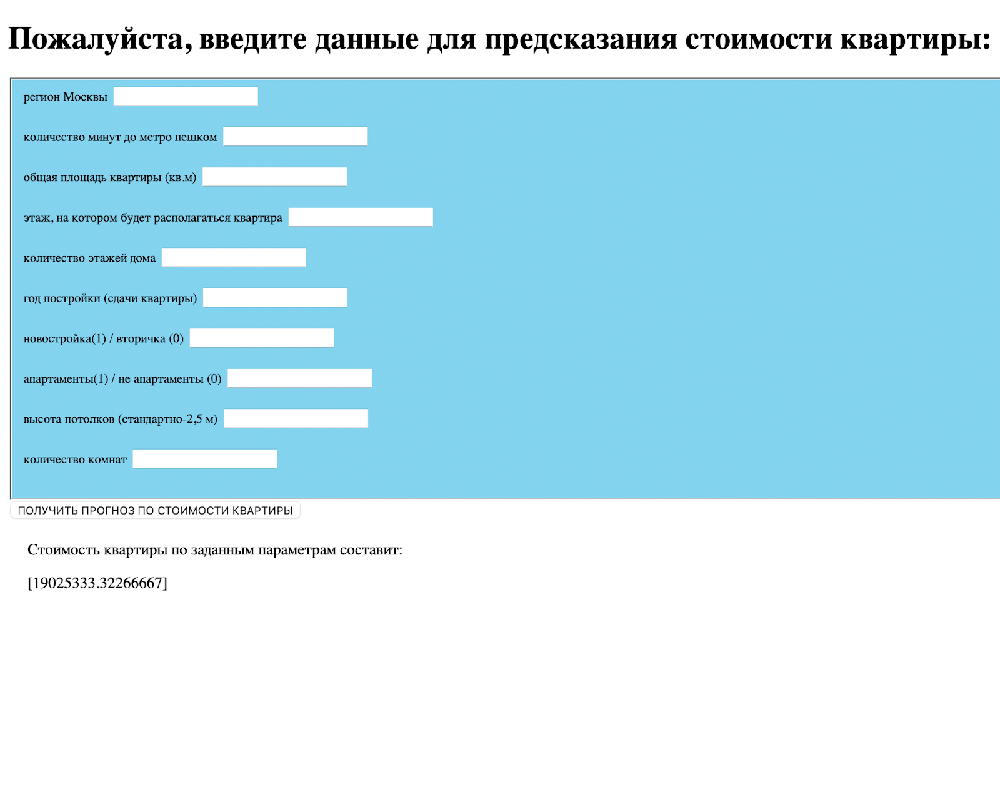 Пожалуйста, введите данные для предсказания стоимости квартиры:
регион Москвы
количество минут до метро пешком
общая площадь квартиры (кв.м)
этаж, на котором будет располагаться квартира
количество этажей дома
год постройки (сдачи квартиры)
новостройка(1) / вторичка (0)
апартаменты(1) / не апартаменты (0)
высота потолков (стандартно-2,5 м)
количество комнат
ПОЛУЧИТЬ ПРОГНОЗ ПО СТОИМОСТИ КВАРТИРЫ
Стоимость квартиры по заданным параметрам составит:
[19025333.32266667]